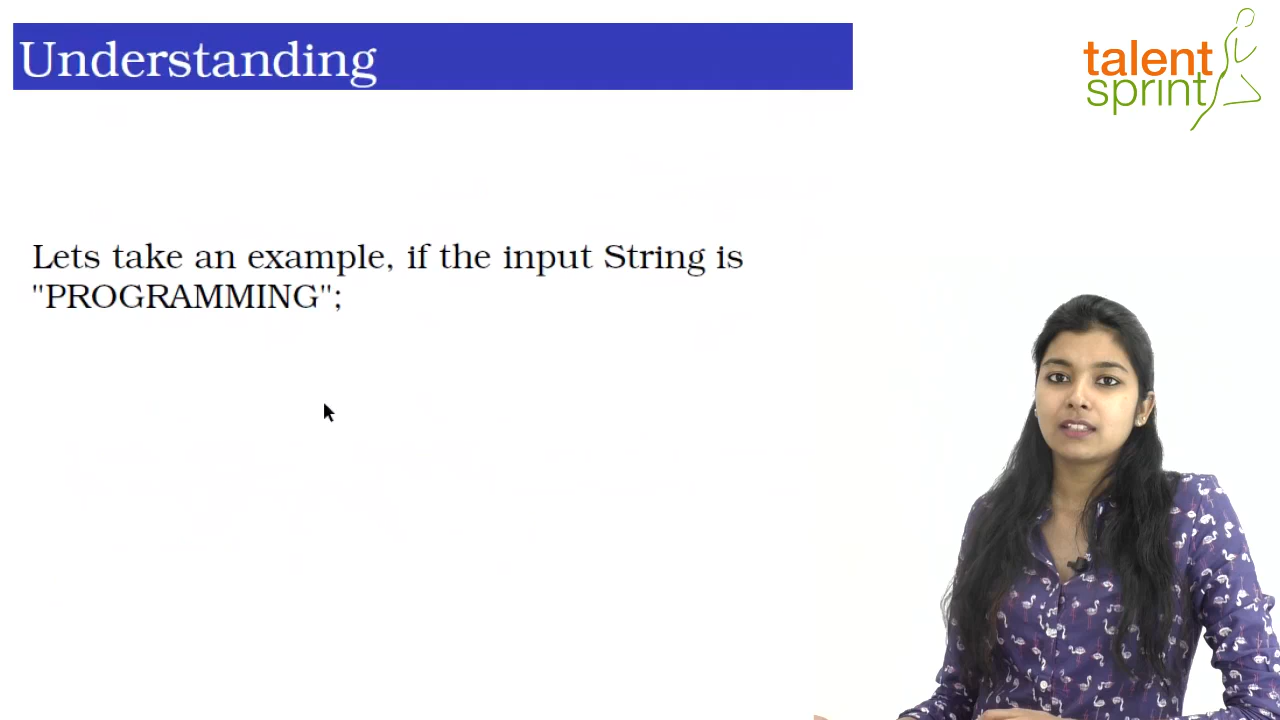 Understanding
talent
sprint
Lets take an example, if the input String is
"PROGRAMMING";